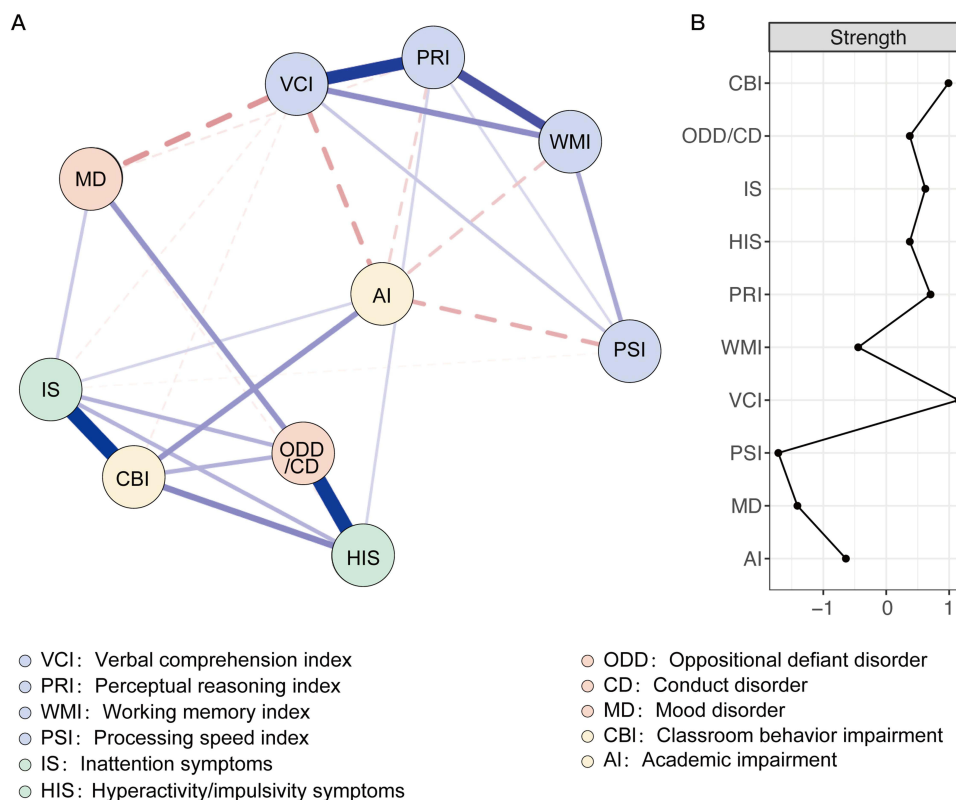 A
B
VCI
PRI
WMI
MD
AI
PSI
IS
CBI
ODD
/CD
HIS
Strength
CBI
ODD/CD
IS
HIS
PRI
WMI
VCI
PSI
MD
AI
−1 0 1
VCI: Verbal comprehension index
PRI: Perceptual reasoning index
WMI: Working memory index
PSI: Processing speed index
IS: Inattention symptoms
HIS: Hyperactivity/impulsivity symptoms
ODD: Oppositional defiant disorder
CD: Conduct disorder
MD: Mood disorder
CBI: Classroom behavior impairment
AI: Academic impairment